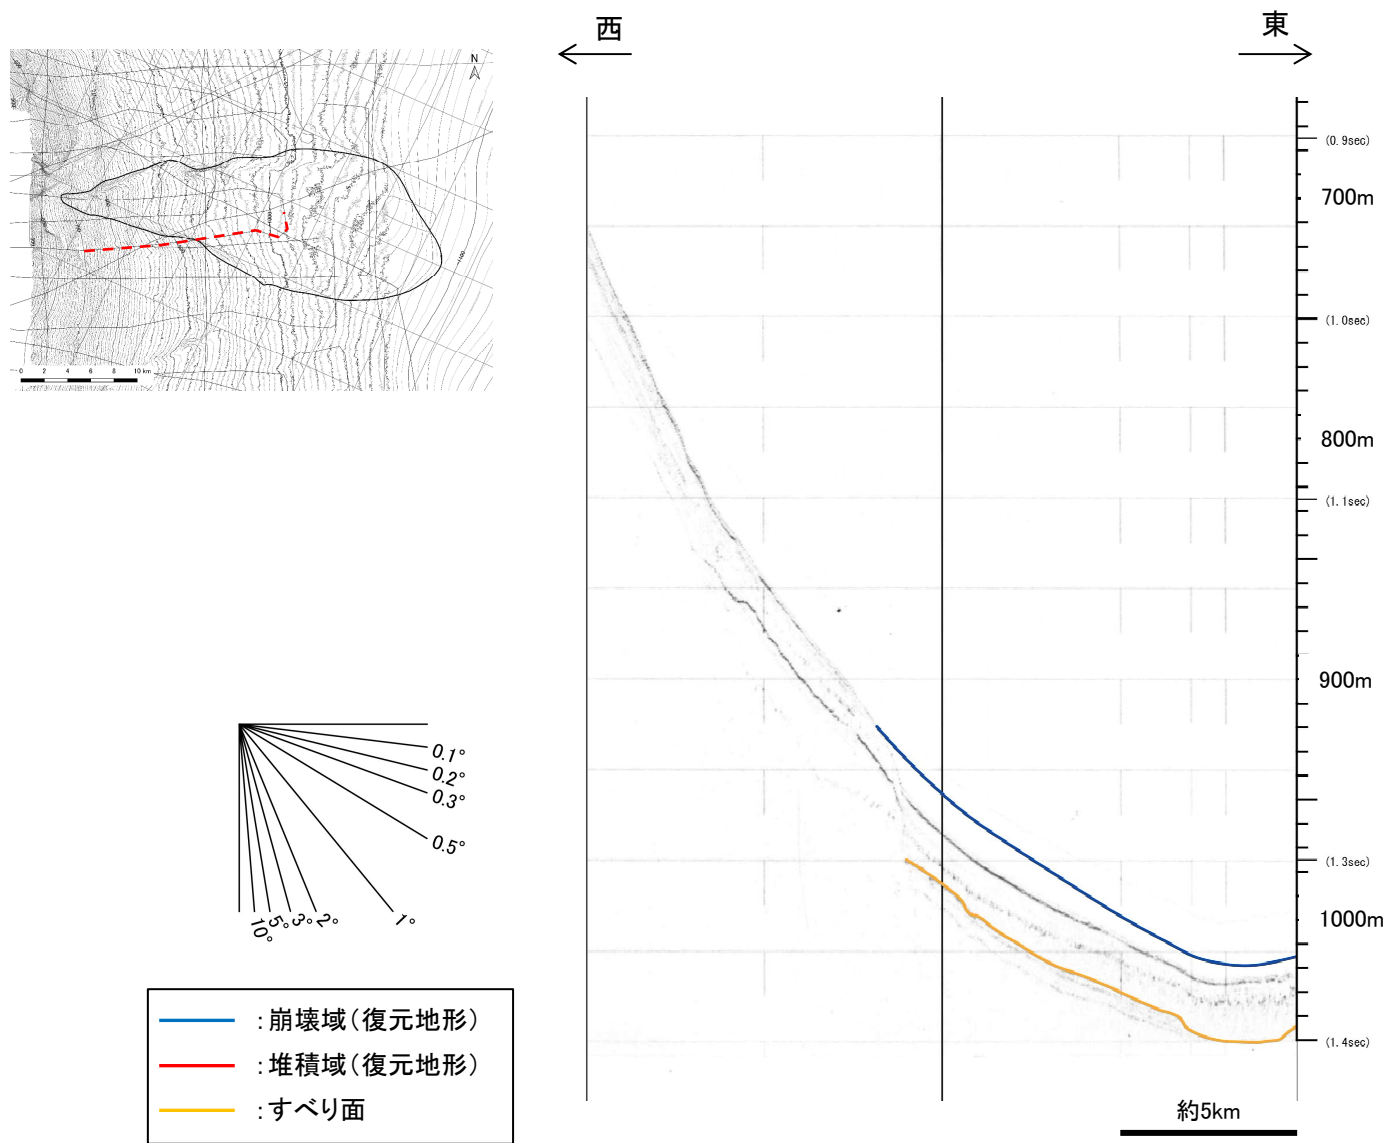 西
東
N
0 2 4 6 8 10 km
(0.9sec)
700m
(1.0sec)
800m
(1.1sec)
900m
(1.3sec)
1000m
(1.4sec)
0.1°
0.2°
0.3°
0.5°
1°
2°
3°
5°
10°
:崩壊域(復元地形)
:堆積域(復元地形)
:すべり面
約5km